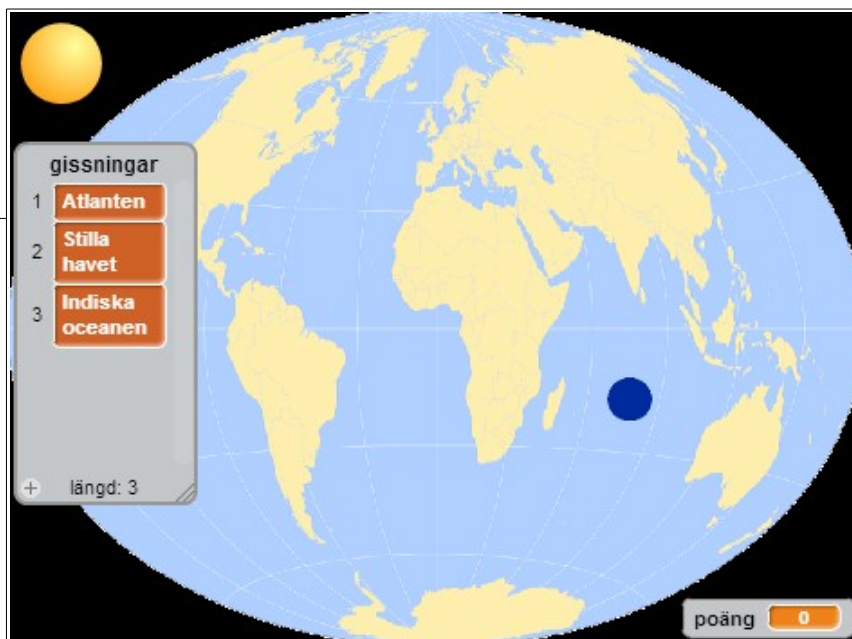 gissningar
1 Atlanten
2 Stilla
havet
3 Indiska
oceanen
+ längd: 3
poäng 0